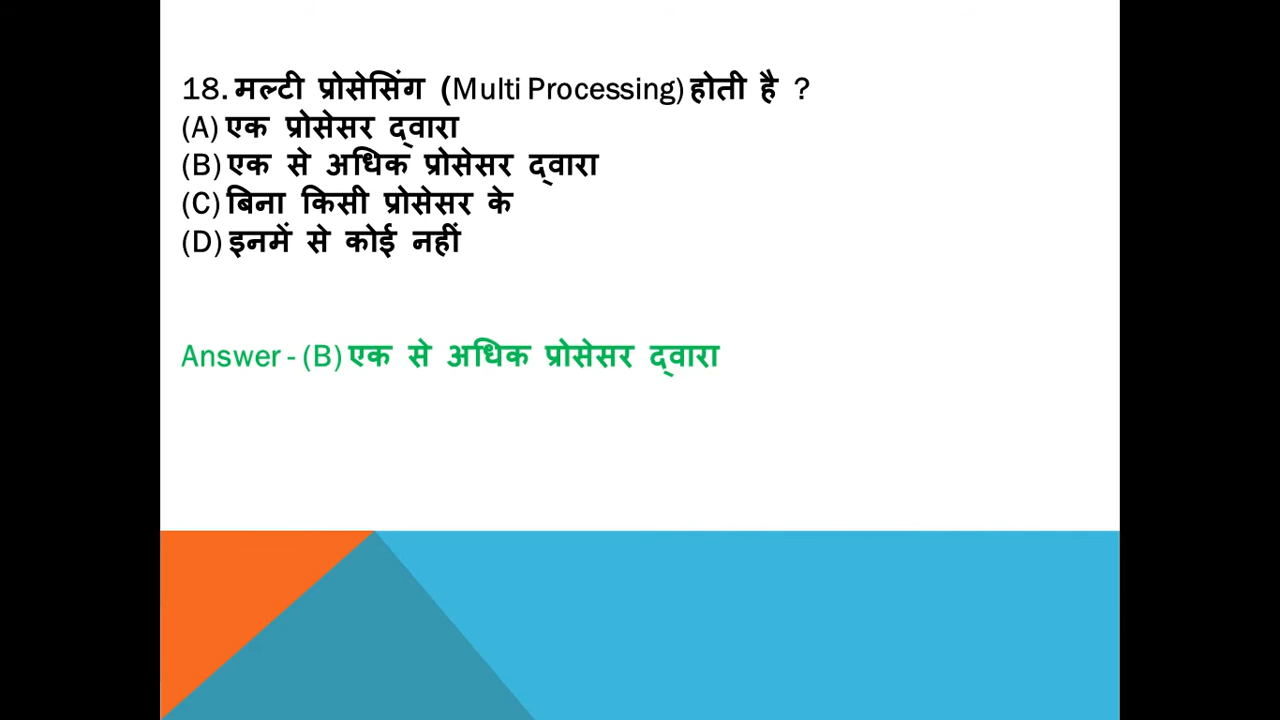 18. मल्टी प्रोसेसिंग (Multi Processing) होती है ?
(A) एक प्रोसेसर द्वारा
(B) एक से अधिक प्रोसेसर द्वारा
(C) बिना किसी प्रोसेसर के
(D) इनमें से कोई नहीं
Answer - (B) एक से अधिक प्रोसेसर द्वारा